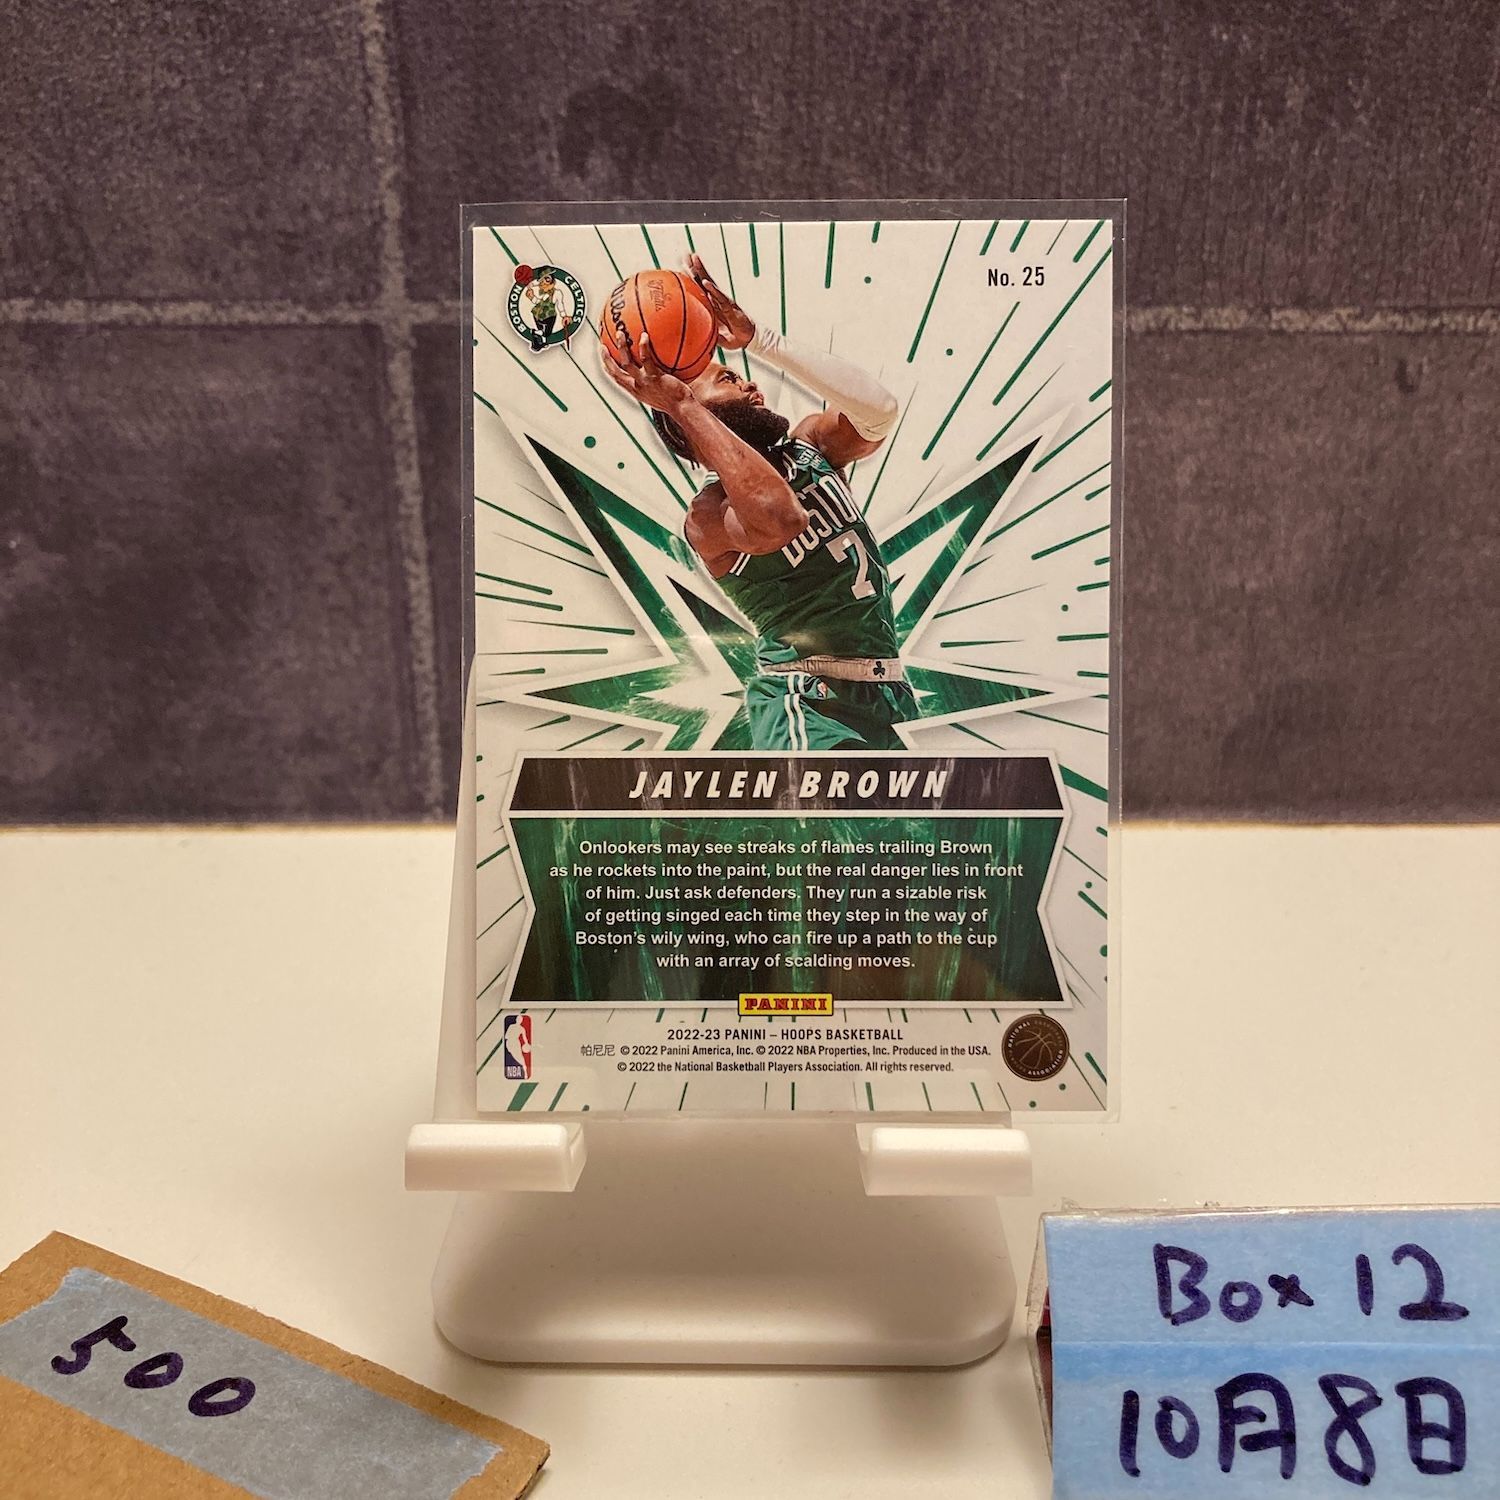 No. 25
BOSTON CELTICS
Wilson
BOSTON
7
JAYLEN BROWN
Onlookers may see streaks of flames trailing Brown
as he rockets into the paint, but the real danger lies in front
of him. Just ask defenders. They run a sizable risk
of getting singed each time they step in the way of
Boston's wily wing, who can fire up a path to the cup
with an array of scalding moves.
PANINI
2022-23 PANINI – HOOPS BASKETBALL
帕尼尼 © 2022 Panini America, Inc. © 2022 NBA Properties, Inc. Produced in the USA.
© 2022 the National Basketball Players Association. All rights reserved.
NBA
500
Box 12
10月8日